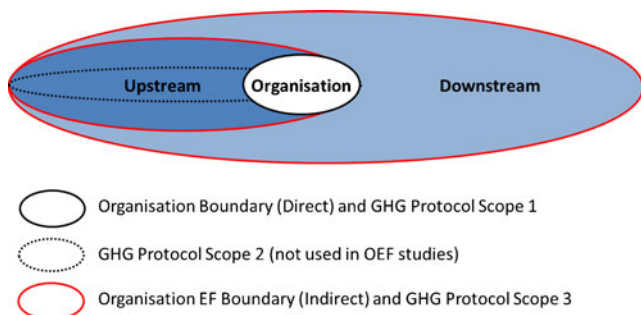 Upstream Organisation Downstream
Organisation Boundary (Direct) and GHG Protocol Scope 1
GHG Protocol Scope 2 (not used in OEF studies)
Organisation EF Boundary (Indirect) and GHG Protocol Scope 3